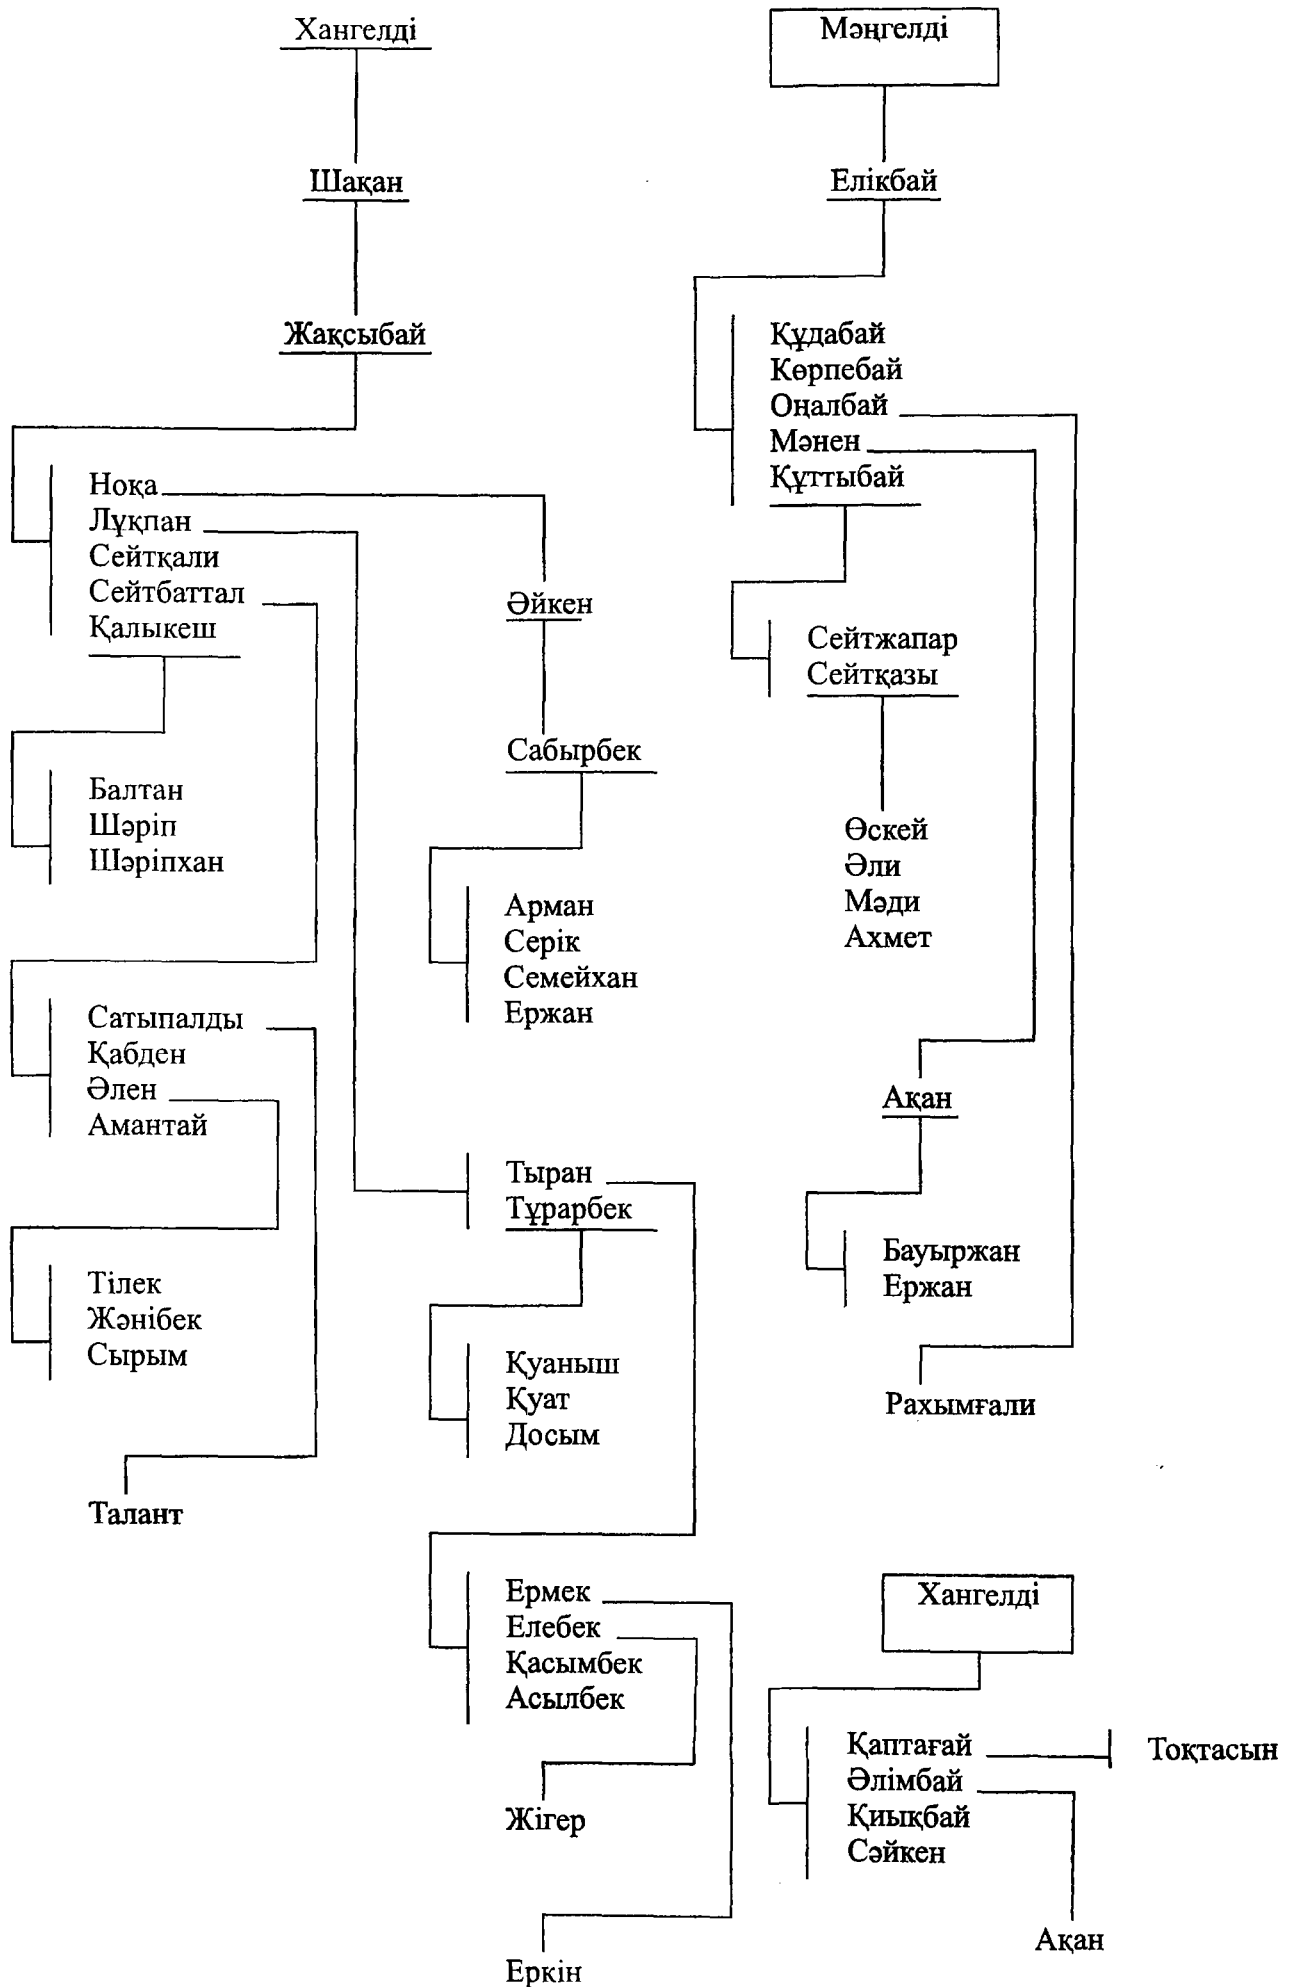 Хангелді
Шақан
Жақсыбай
Ноқа
Лұқпан
Сейтқали
Сейтбаттал
Қалыкеш
Балтан
Шәріп
Шәріпхан
Сатыпалды
Қабден
Әлен
Амантай
Тілек
Жәнібек
Сырым
Талант
Әйкен
Сабырбек
Арман
Серік
Семейхан
Ержан
Тыран
Тұрарбек
Қуаныш
Қуат
Досым
Ермек
Елебек
Қасымбек
Асылбек
Жігер
Еркін
Мәңгелді
Елікбай
Құдабай
Көрпебай
Оңалбай
Мәнен
Құттыбай
Сейтжапар
Сейтқазы
Өскей
Әли
Мәди
Ахмет
Ақан
Бауыржан
Ержан
Рахымғали
Хангелді
Қаптағай
Тоқтасын
Әлімбай
Қиықбай
Сәйкен
Ақан